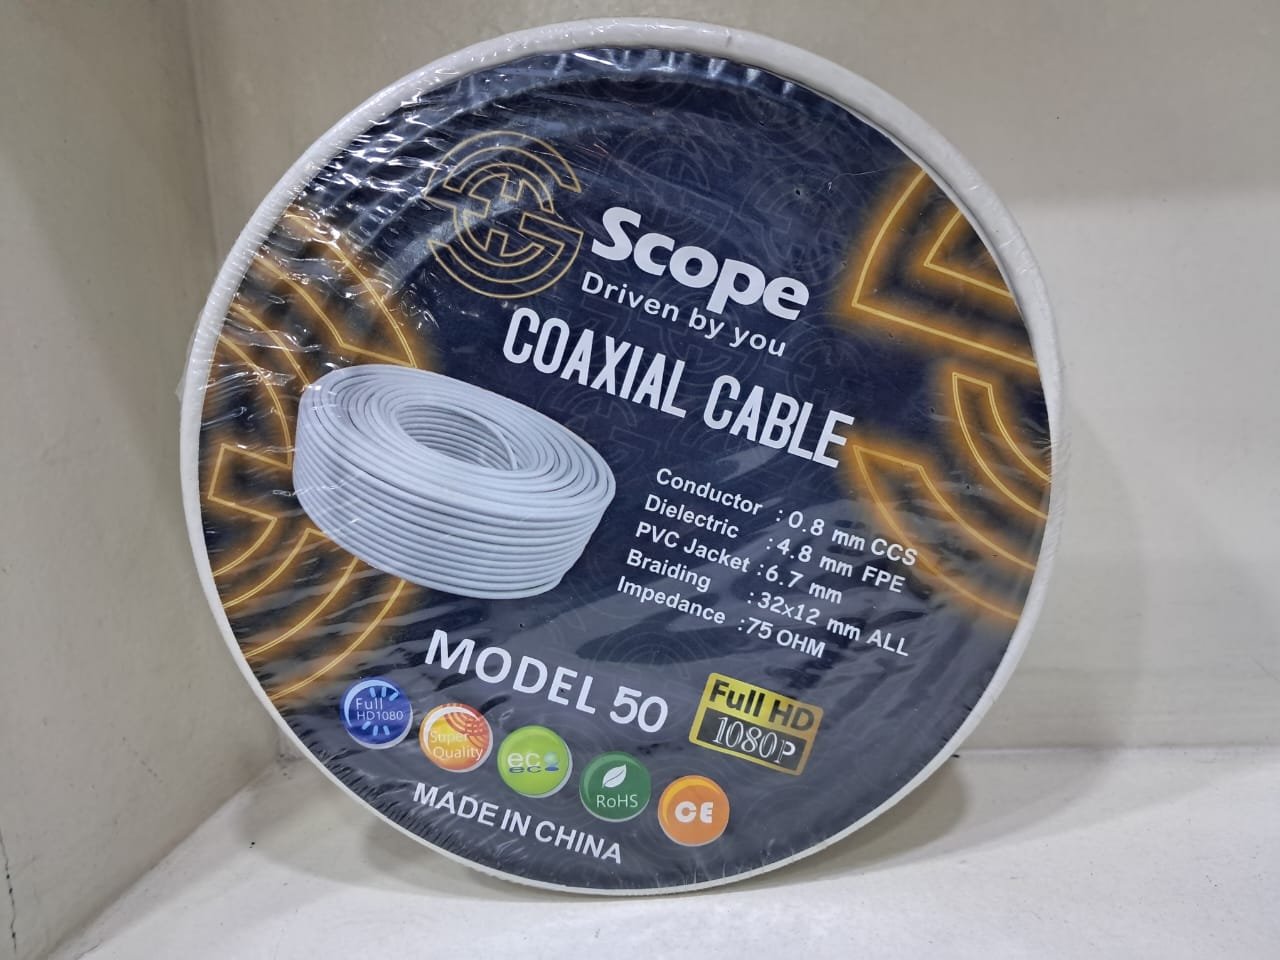 Scope
Driven by you
COAXIAL CABLE
Conductor : 0.8 mm CCS
Dielectric : 4.8 mm FPE
PVC Jacket : 6.7 mm
Braiding : 32x12 mm ALL
Impedance : 75 OHM
MODEL 50
Full HD
1080P
Full
HD1080
Super
Quality
eco
eco
RoHS
CE
MADE IN CHINA